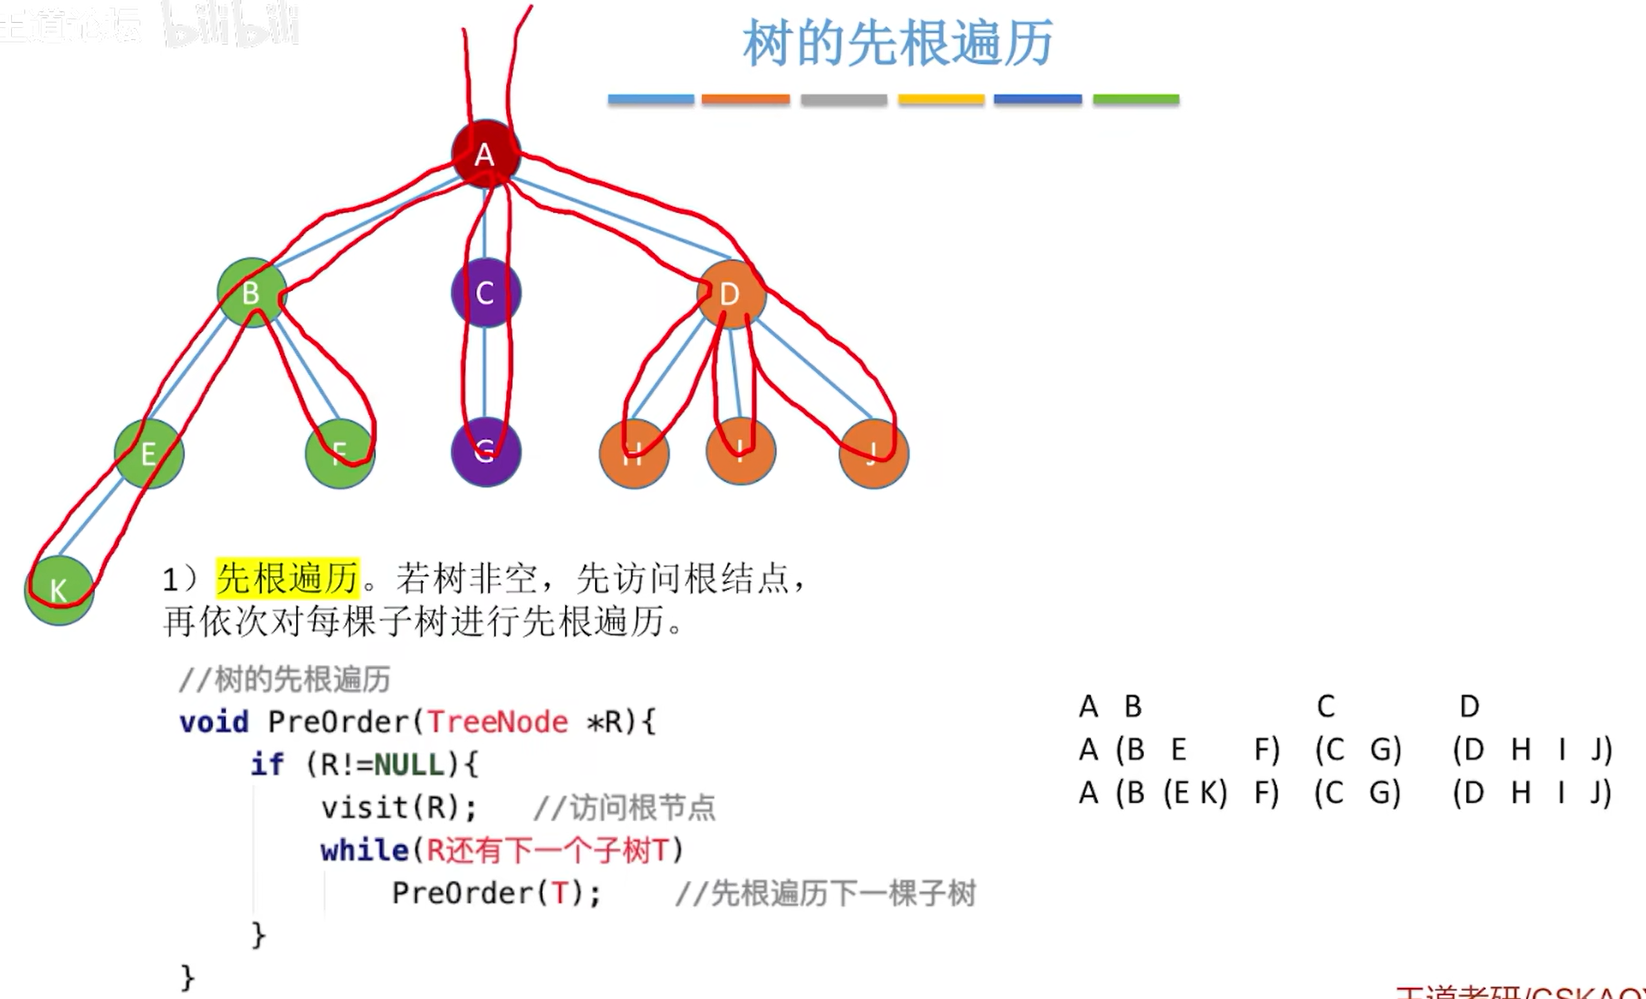 王道论坛 bilibili
树的先根遍历
A
B C D
E F G H I J
K
1）先根遍历。若树非空，先访问根结点，
再依次对每棵子树进行先根遍历。
//树的先根遍历
void PreOrder(TreeNode *R){
if (R!=NULL){
visit(R); //访问根节点
while(R还有下一个子树T)
PreOrder(T); //先根遍历下一棵子树
}
}
A B C D
A (B E F) (C G) (D H I J)
A (B (E K) F) (C G) (D H I J)
王道考研/CSKAOY